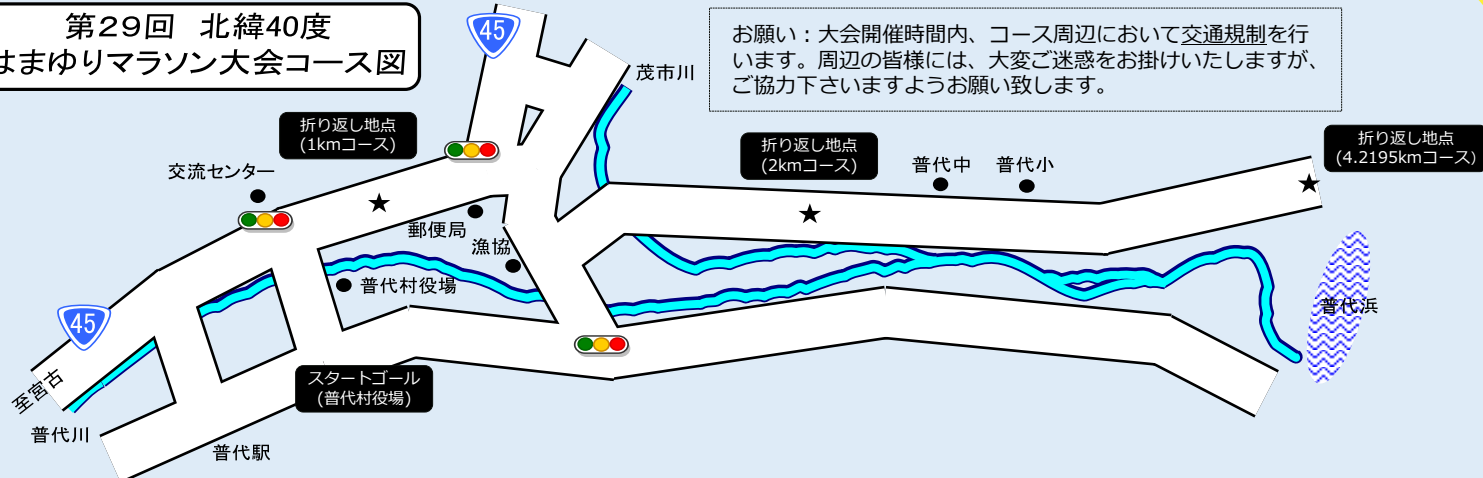 第29回 北緯40度
はまゆりマラソン大会コース図
45
お願い：大会開催時間内、コース周辺において交通規制を行
います。周辺の皆様には、大変ご迷惑をお掛けいたしますが、
ご協力下さいますようお願い致します。
茂市川
折り返し地点
(1kmコース)
折り返し地点
(2kmコース)
折り返し地点
(4.2195kmコース)
交流センター
普代中
普代小
郵便局
漁協
普代村役場
普代浜
45
スタートゴール
(普代村役場)
至宮古
普代川
普代駅